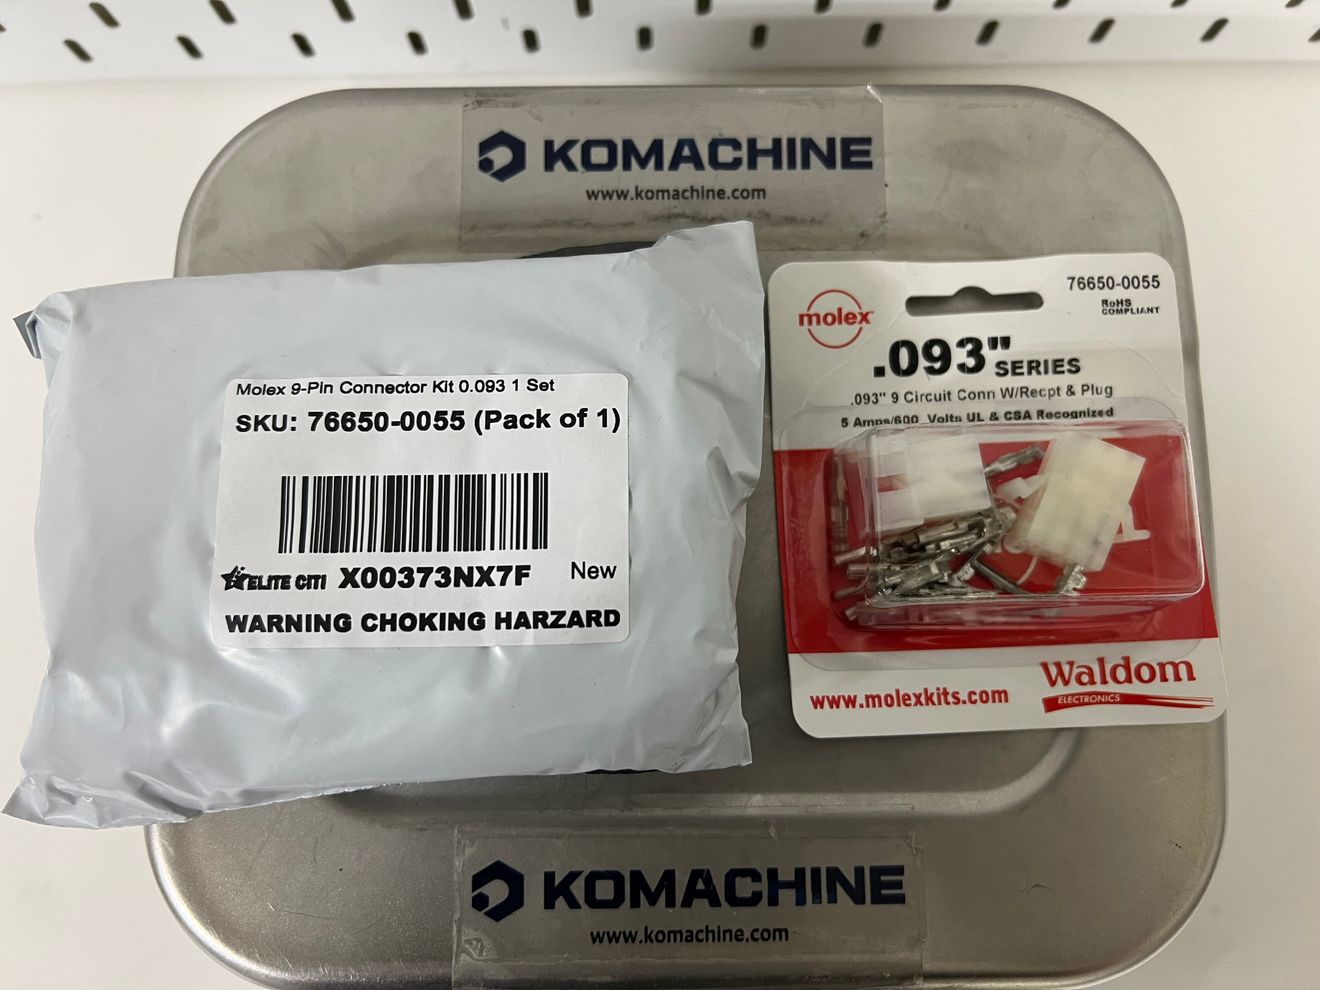 KOMACHINE
www.komachine.com
Molex 9-Pin Connector Kit 0.093 1 Set
SKU: 76650-0055 (Pack of 1)
ELITE CITI X00373NX7F New
WARNING CHOKING HARZARD
molex
76650-0055
RoHS
COMPLIANT
.093" SERIES
.093" 9 Circuit Conn W/Recpt & Plug
5 Amps/600 Volts UL & CSA Recognized
Waldom
ELECTRONICS
www.molexkits.com
KOMACHINE
www.komachine.com